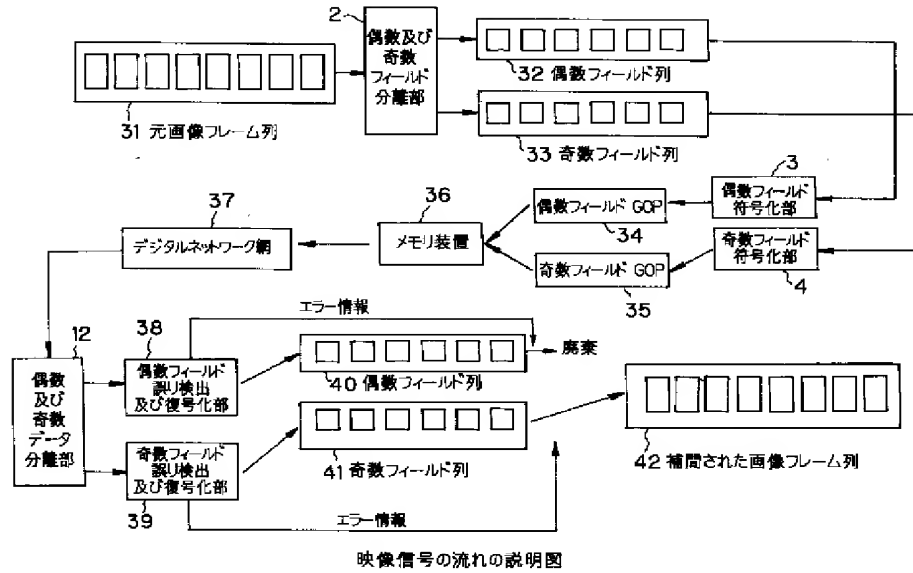 2
偶数及び
奇数
フィールド
分離部
31 元画像フレーム列
32 偶数フィールド列
33 奇数フィールド列
3
偶数フィールド
符号化部
偶数フィールド GOP
34
36
メモリ装置
37
デジタルネットワーク網
奇数フィールド
符号化部
4
奇数フィールド GOP
35
エラー情報
12
偶数
及び
奇数
データ
分離部
38
偶数フィールド
誤り検出
及び復号化部
40 偶数フィールド列
廃棄
奇数フィールド
誤り検出
及び復号化部
39
41 奇数フィールド列
42 補間された画像フレーム列
エラー情報
映像信号の流れの説明図